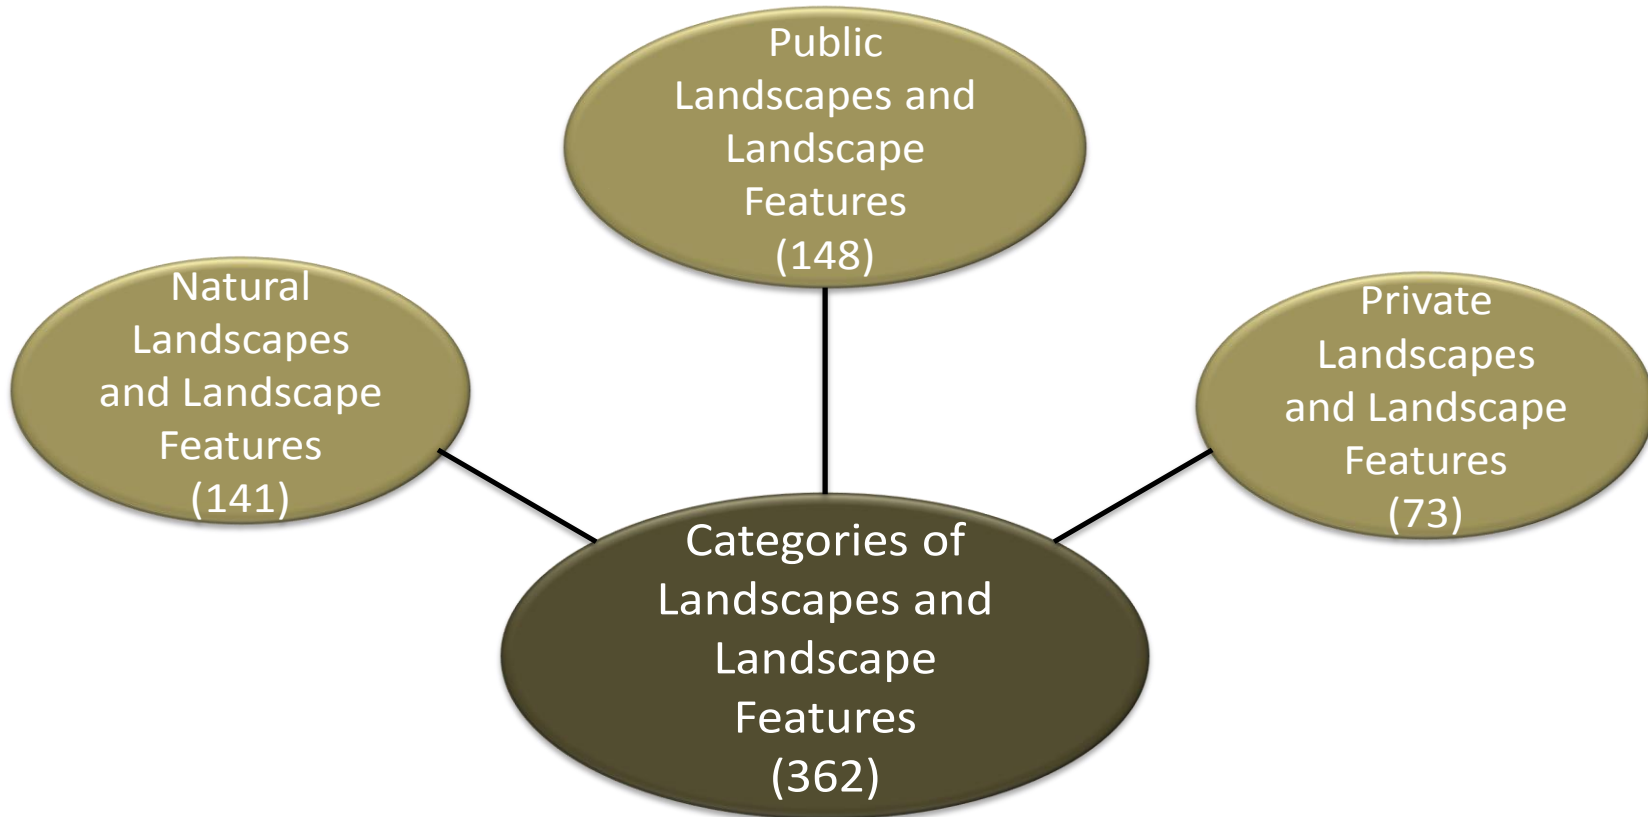 Public
Landscapes and
Landscape
Features
(148)
Natural
Landscapes
and Landscape
Features
(141)
Private
Landscapes
and Landscape
Features
(73)
Categories of
Landscapes and
Landscape
Features
(362)